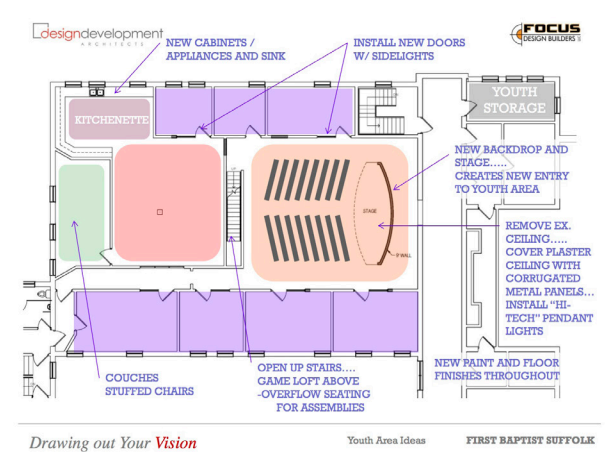 designdevelopment
ARCHITECTS
FOCUS
DESIGN BUILDERS
NEW CABINETS /
APPLIANCES AND SINK
INSTALL NEW DOORS
W/ SIDELIGHTS
KITCHENETTE
YOUTH
STORAGE
NEW BACKDROP AND
STAGE.....
CREATES NEW ENTRY
TO YOUTH AREA
STAGE
8' WALL
REMOVE EX.
CEILING.....
COVER PLASTER
CEILING WITH
CORRUGATED
METAL PANELS...
INSTALL "HI-
TECH" PENDANT
LIGHTS
COUCHES
STUFFED CHAIRS
OPEN UP STAIRS....
GAME LOFT ABOVE
-OVERFLOW SEATING
FOR ASSEMBLIES
NEW PAINT AND FLOOR
FINISHES THROUGHOUT
Drawing out Your Vision
Youth Area Ideas
FIRST BAPTIST SUFFOLK